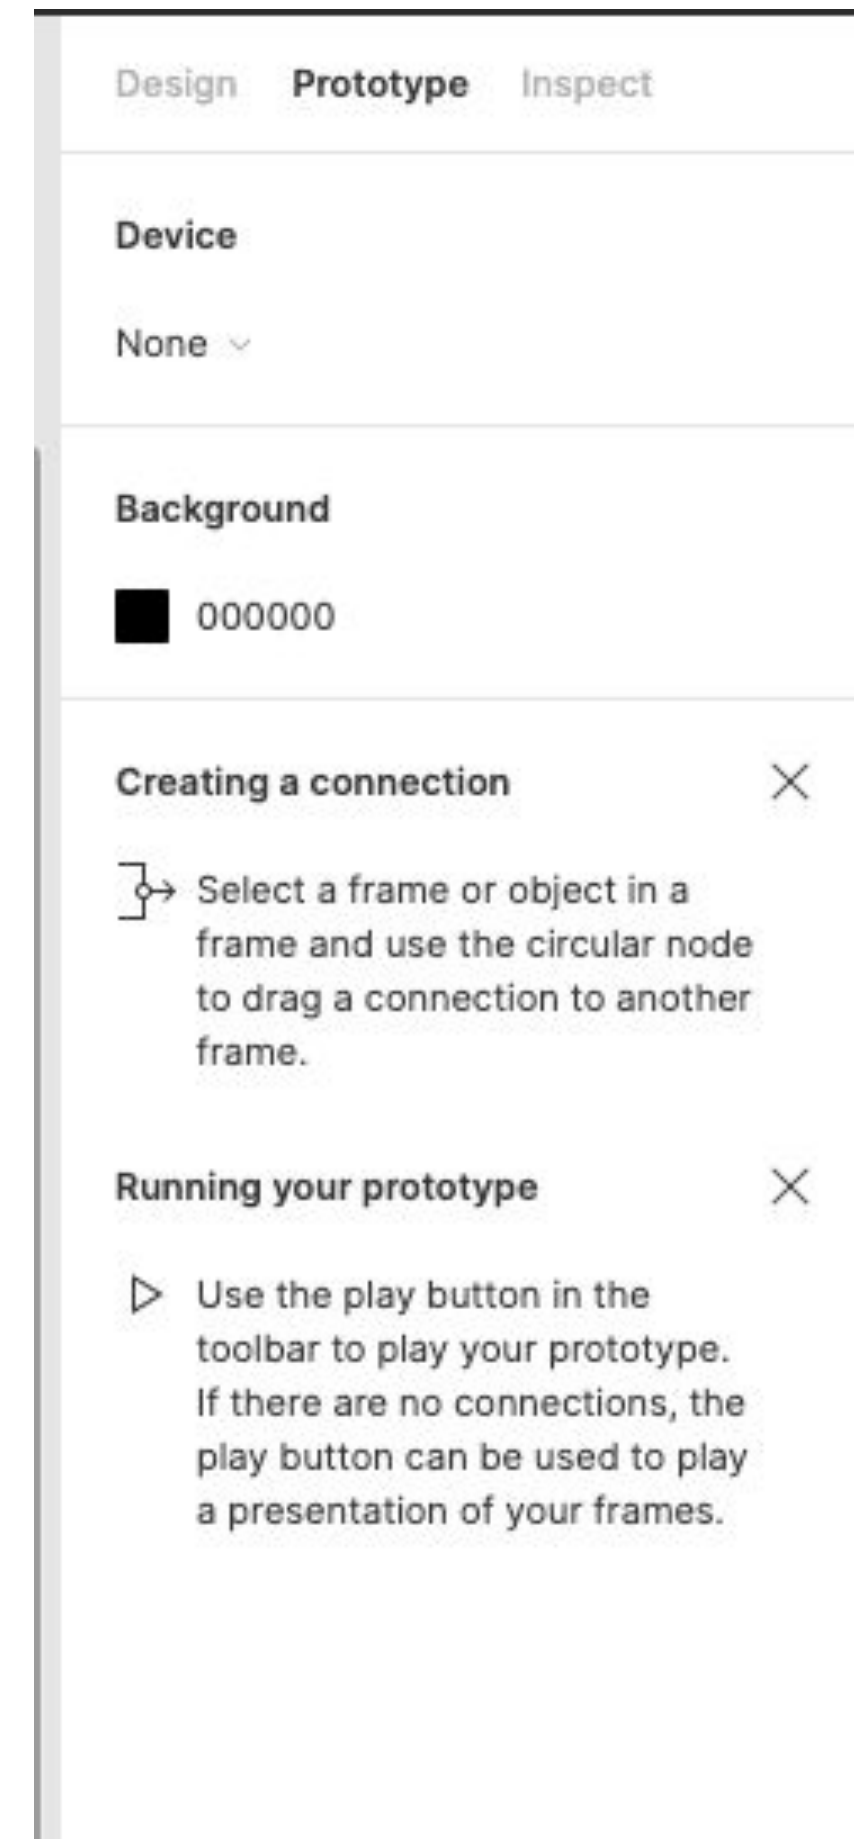 Design Prototype Inspect
Device
None
Background
000000
Creating a connection
Select a frame or object in a
frame and use the circular node
to drag a connection to another
frame.
Running your prototype
Use the play button in the
toolbar to play your prototype.
If there are no connections, the
play button can be used to play
a presentation of your frames.